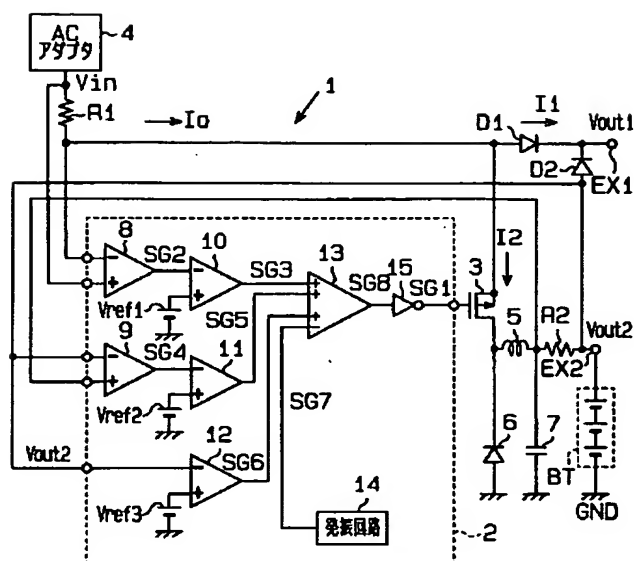 AC
アダプタ
4
Vin
R1
1
Io
I1
D1
Vout1
D2
EX1
8
SG2
10
SG3
13
SG8
15
SG1
I2
3
Vref1
SG5
5
R2
Vout2
EX2
9
SG4
11
SG7
Vref2
6
7
Vout2
12
SG6
BT
14
発振回路
GND
Vref3
2